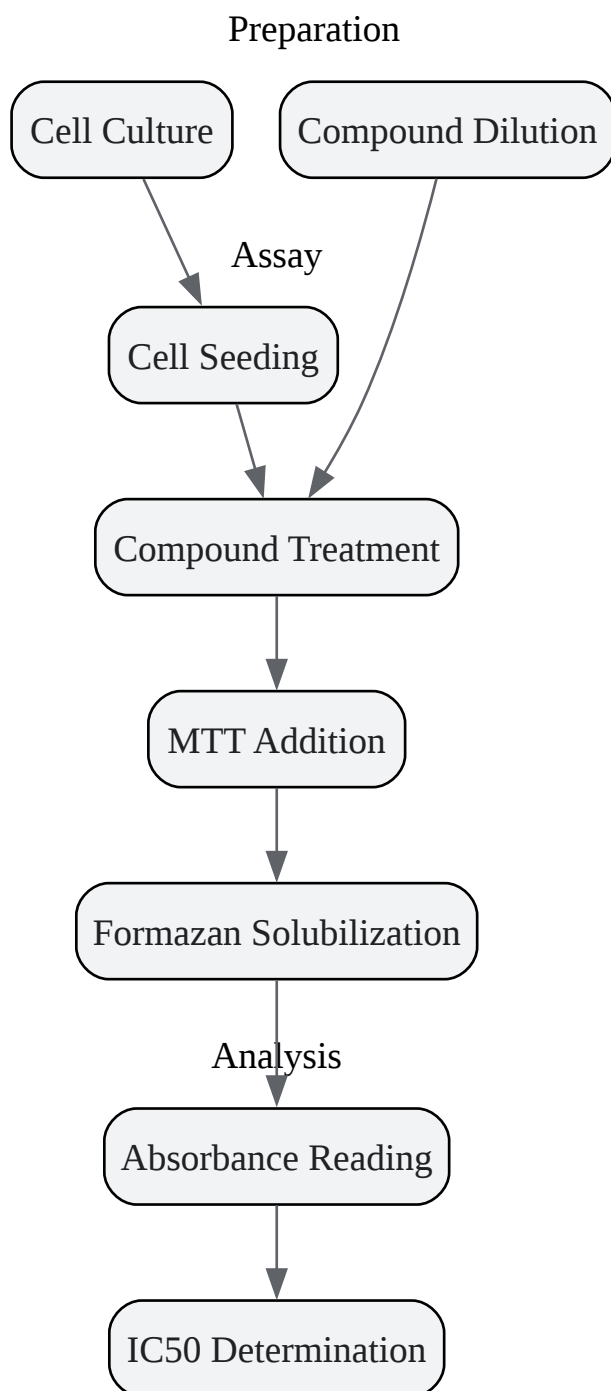 Preparation
Cell Culture
Compound Dilution
Assay
Cell Seeding
Compound Treatment
MTT Addition
Formazan Solubilization
Analysis
Absorbance Reading
IC50 Determination